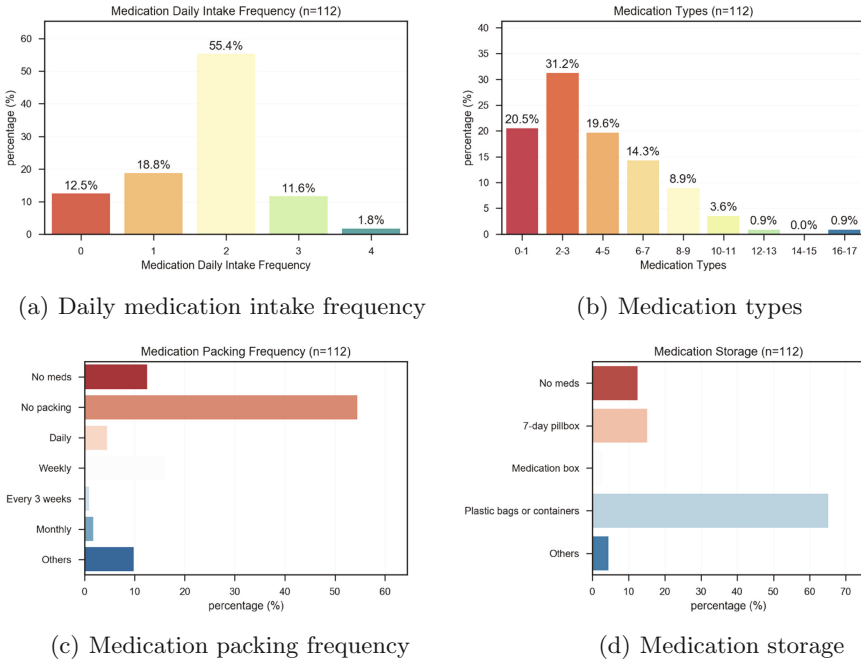 Medication Daily Intake Frequency (n=112)
percentage (%)
60
50
40
30
20
10
0
12.5%
18.8%
55.4%
11.6%
1.8%
0 1 2 3 4
Medication Daily Intake Frequency
(a) Daily medication intake frequency
Medication Types (n=112)
percentage (%)
40
35
30
25
20
15
10
5
0
20.5%
31.2%
19.6%
14.3%
8.9%
3.6%
0.9%
0.0%
0.9%
0-1 2-3 4-5 6-7 8-9 10-11 12-13 14-15 16-17
Medication Types
(b) Medication types
Medication Packing Frequency (n=112)
No meds
No packing
Daily
Weekly
Every 3 weeks
Monthly
Others
0 10 20 30 40 50 60
percentage (%)
(c) Medication packing frequency
Medication Storage (n=112)
No meds
7-day pillbox
Medication box
Plastic bags or containers
Others
0 10 20 30 40 50 60 70
percentage (%)
(d) Medication storage